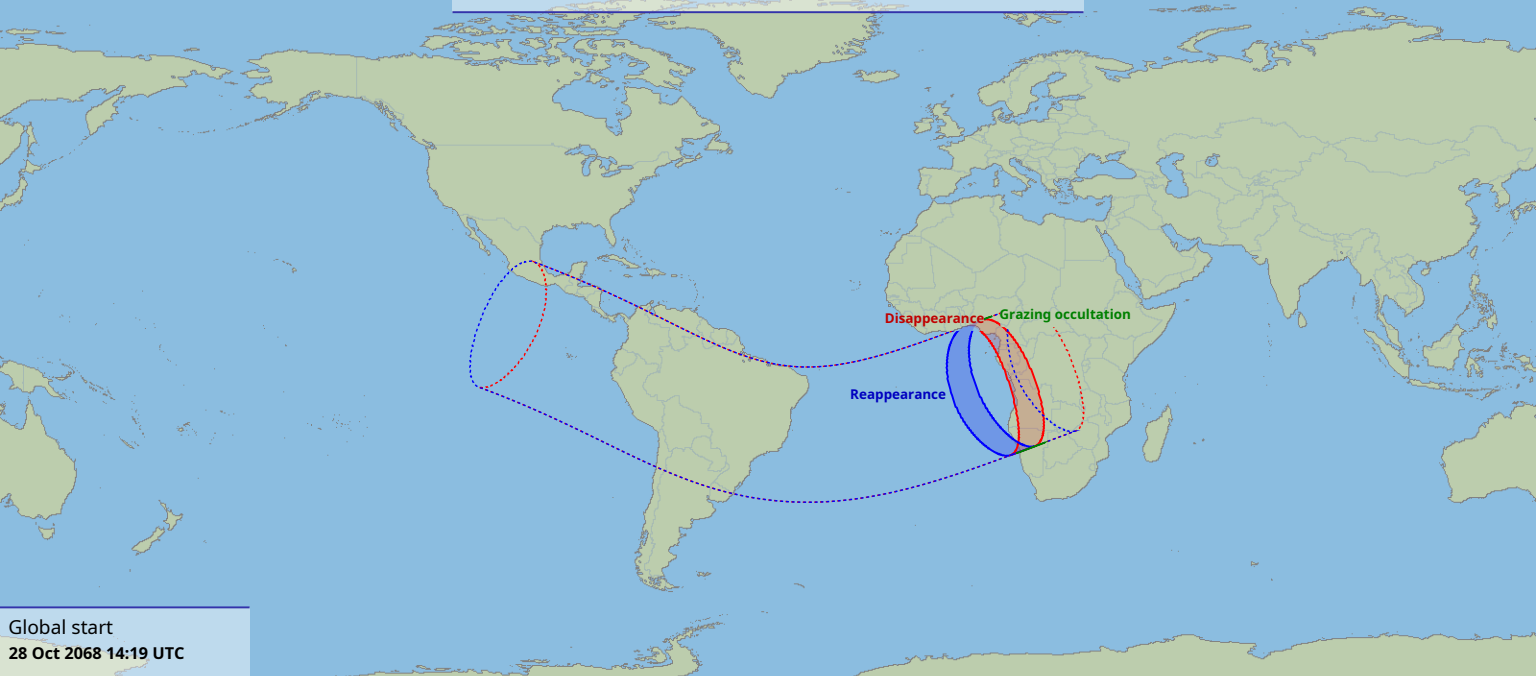 Grazing occultation
Disappearance
Reappearance
Global start
28 Oct 2068 14:19 UTC